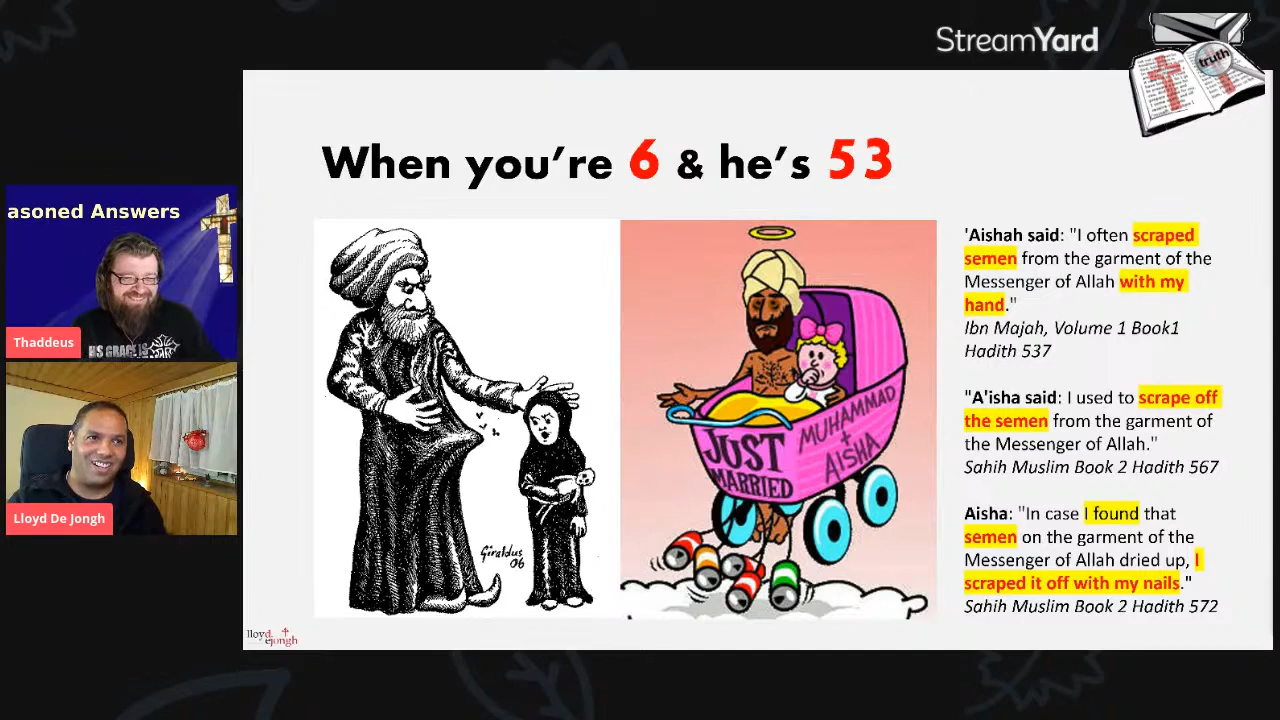 StreamYard
truth
When you're 6 & he's 53
asoned Answers
Thaddeus
HIS GRACE IS
Lloyd De Jongh
Giraldus
06
JUST
MARRIED
MUHAMMAD
+
AISHA
'Aishah said: "I often scraped
semen from the garment of the
Messenger of Allah with my
hand."
Ibn Majah, Volume 1 Book1
Hadith 537
"A'isha said: I used to scrape off
the semen from the garment of
the Messenger of Allah."
Sahih Muslim Book 2 Hadith 567
Aisha: "In case I found that
semen on the garment of the
Messenger of Allah dried up, I
scraped it off with my nails."
Sahih Muslim Book 2 Hadith 572
lloyd
ejongh